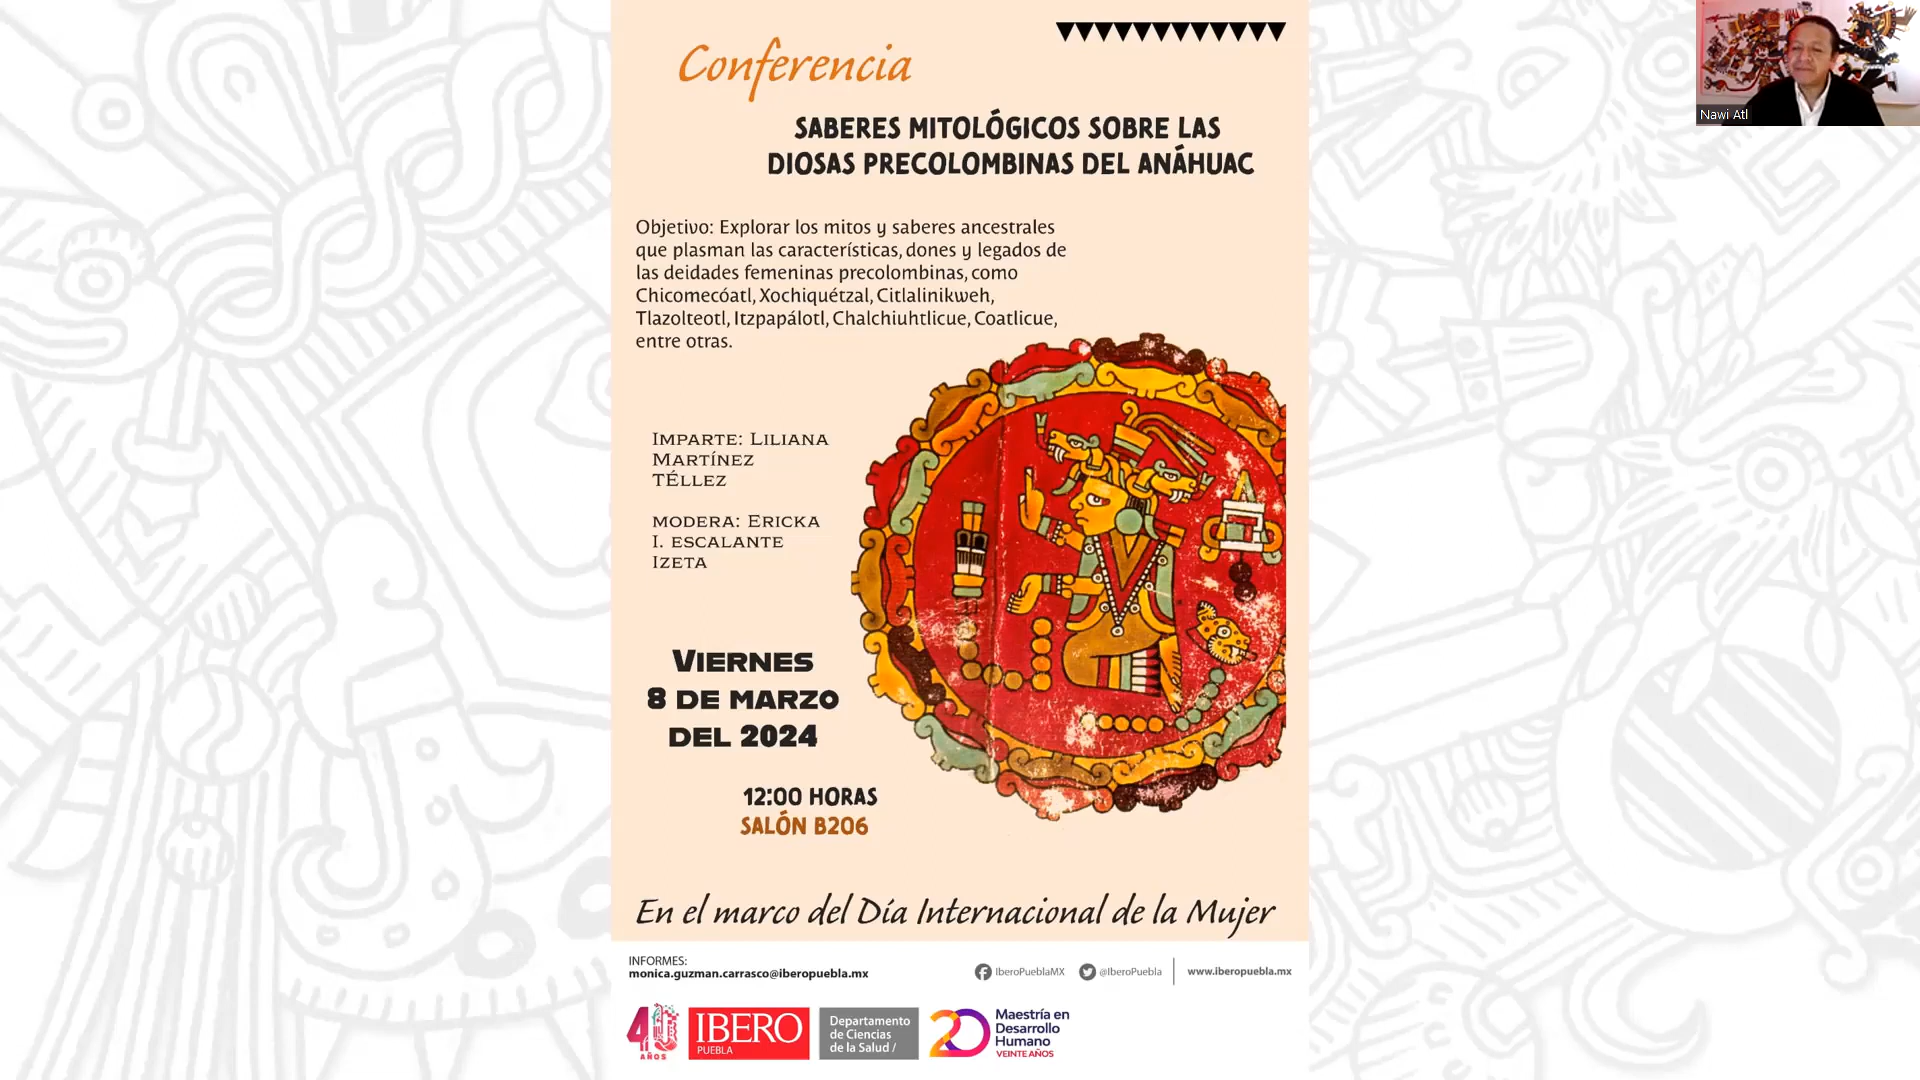 Conferencia
SABERES MITOLÓGICOS SOBRE LAS
DIOSAS PRECOLOMBINAS DEL ANÁHUAC
Objetivo: Explorar los mitos y saberes ancestrales
que plasman las características, dones y legados de
las deidades femeninas precolombinas, como
Chicomecóatl, Xochiquétzal, Citlalinikweh,
Tlazolteotl, Itzpapálotl, Chalchiuhtlicue, Coatlicue,
entre otras.
IMPARTE: LILIANA
MARTÍNEZ
TÉLLEZ
MODERA: ERICKA
I. ESCALANTE
IZETA
VIERNES
8 DE MARZO
DEL 2024
12:00 HORAS
SALÓN B206
En el marco del Día Internacional de la Mujer
INFORMES:
monica.guzman.carrasco@iberopuebla.mx
IberoPueblaMX
@IberoPuebla
www.iberopuebla.mx
40
AÑOS
IBERO
PUEBLA
Departamento
de Ciencias
de la Salud /
20
Maestría en
Desarrollo
Humano
VEINTE AÑOS
Nawi Atl